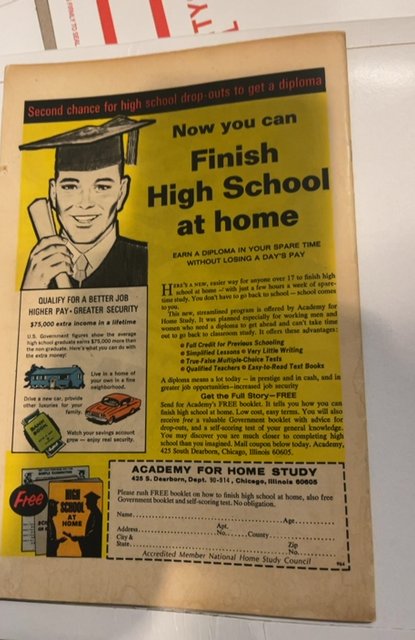 Second chance for high school drop-outs to get a diploma
Now you can
Finish
High School
at home
EARN A DIPLOMA IN YOUR SPARE TIME
WITHOUT LOSING A DAY'S PAY
HERE'S A NEW, easier way for anyone over 17 to finish high
school at home — with just a few hours a week of spare-
time study. You don't have to go back to school — school comes
to you.
This new, streamlined program is offered by Academy for
Home Study. It was planned especially for working men and
women who need a diploma to get ahead and can't take time
out to go back to classroom study. It offers these advantages:
Full Credit for Previous Schooling
Simplified Lessons Very Little Writing
True-False Multiple-Choice Tests
Qualified Teachers Easy-to-Read Text Books
A diploma means a lot today — in prestige and in cash, and in
greater job opportunities—increased job security
Get the Full Story—FREE
Send for Academy's FREE booklet. It tells you how you can
finish high school at home. Low cost, easy terms. You will also
receive free a valuable Government booklet with advice for
drop-outs, and a self-scoring test of your general knowledge.
You may discover you are much closer to completing high
school than you imagined. Mail coupon below today. Academy,
425 South Dearborn, Chicago, Illinois 60605.
QUALIFY FOR A BETTER JOB
HIGHER PAY • GREATER SECURITY
$75,000 extra income in a lifetime
U.S. Government figures show the average
high school graduate earns $75,000 more than
the non-graduate. Here's what you can do with
the extra money:
Live in a home of
your own in a fine
neighborhood.
Drive a new car, provide
other luxuries for your
family.
BANK
BOOK
Watch your savings account
grow — enjoy real security.
Free
HIGH
SCHOOL
AT
HOME
ACADEMY FOR HOME STUDY
425 S. Dearborn, Dept. 50-514, Chicago, Illinois 60605
Please rush FREE booklet on how to finish high school at home, also free
Government booklet and self-scoring test. No obligation.
Name Age
Apt.
Address No. County
City & Zip
State No.
Accredited Member National Home Study Council